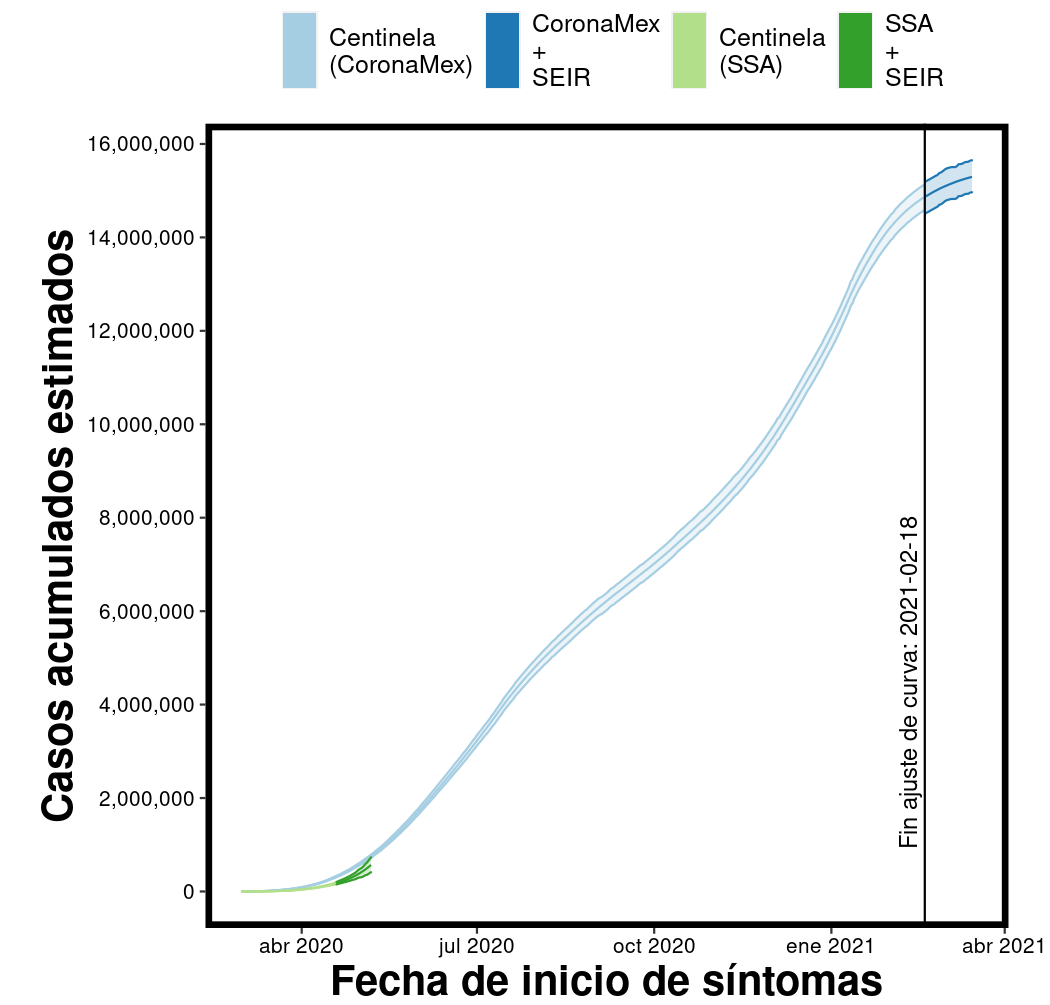 Centinela
(CoronaMex)
CoronaMex
+
SEIR
Centinela
(SSA)
SSA
+
SEIR
Casos acumulados estimados
16,000,000
14,000,000
12,000,000
10,000,000
8,000,000
6,000,000
4,000,000
2,000,000
0
Fin ajuste de curva: 2021-02-18
abr 2020
jul 2020
oct 2020
ene 2021
abr 2021
Fecha de inicio de síntomas